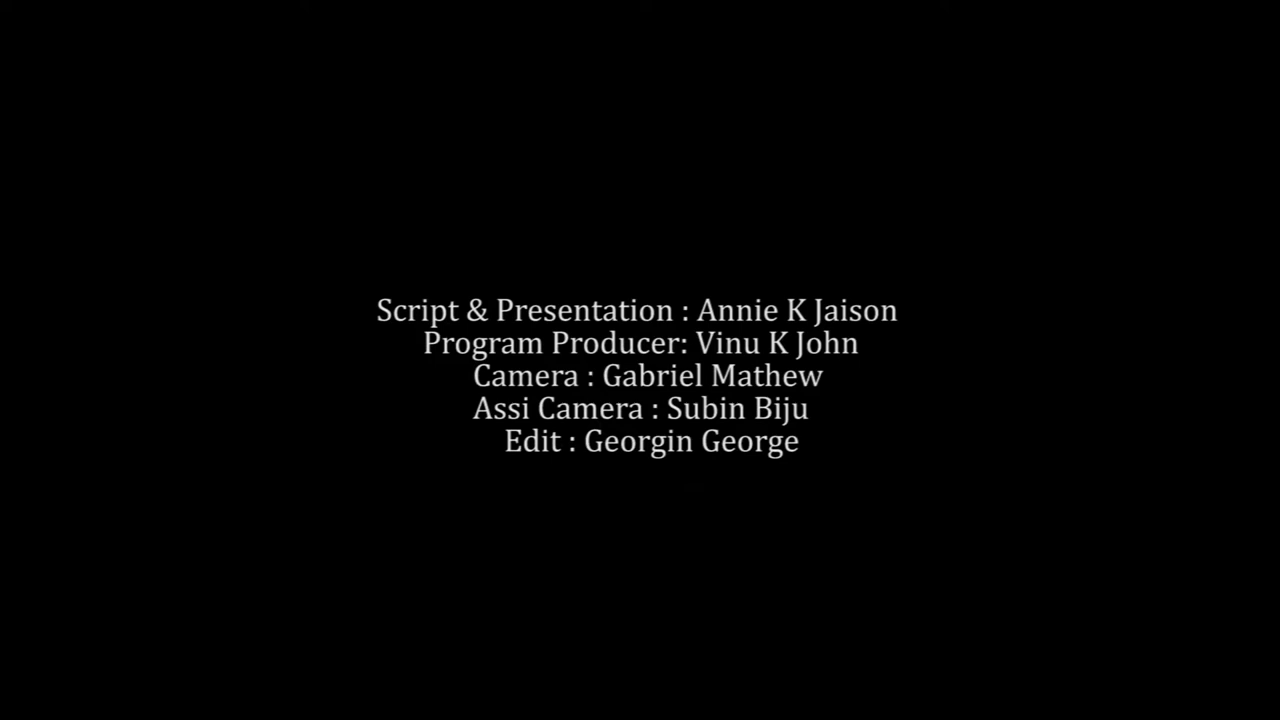 Script & Presentation : Annie K Jaison
Program Producer: Vinu K John
Camera : Gabriel Mathew
Assi Camera : Subin Biju
Edit : Georgin George